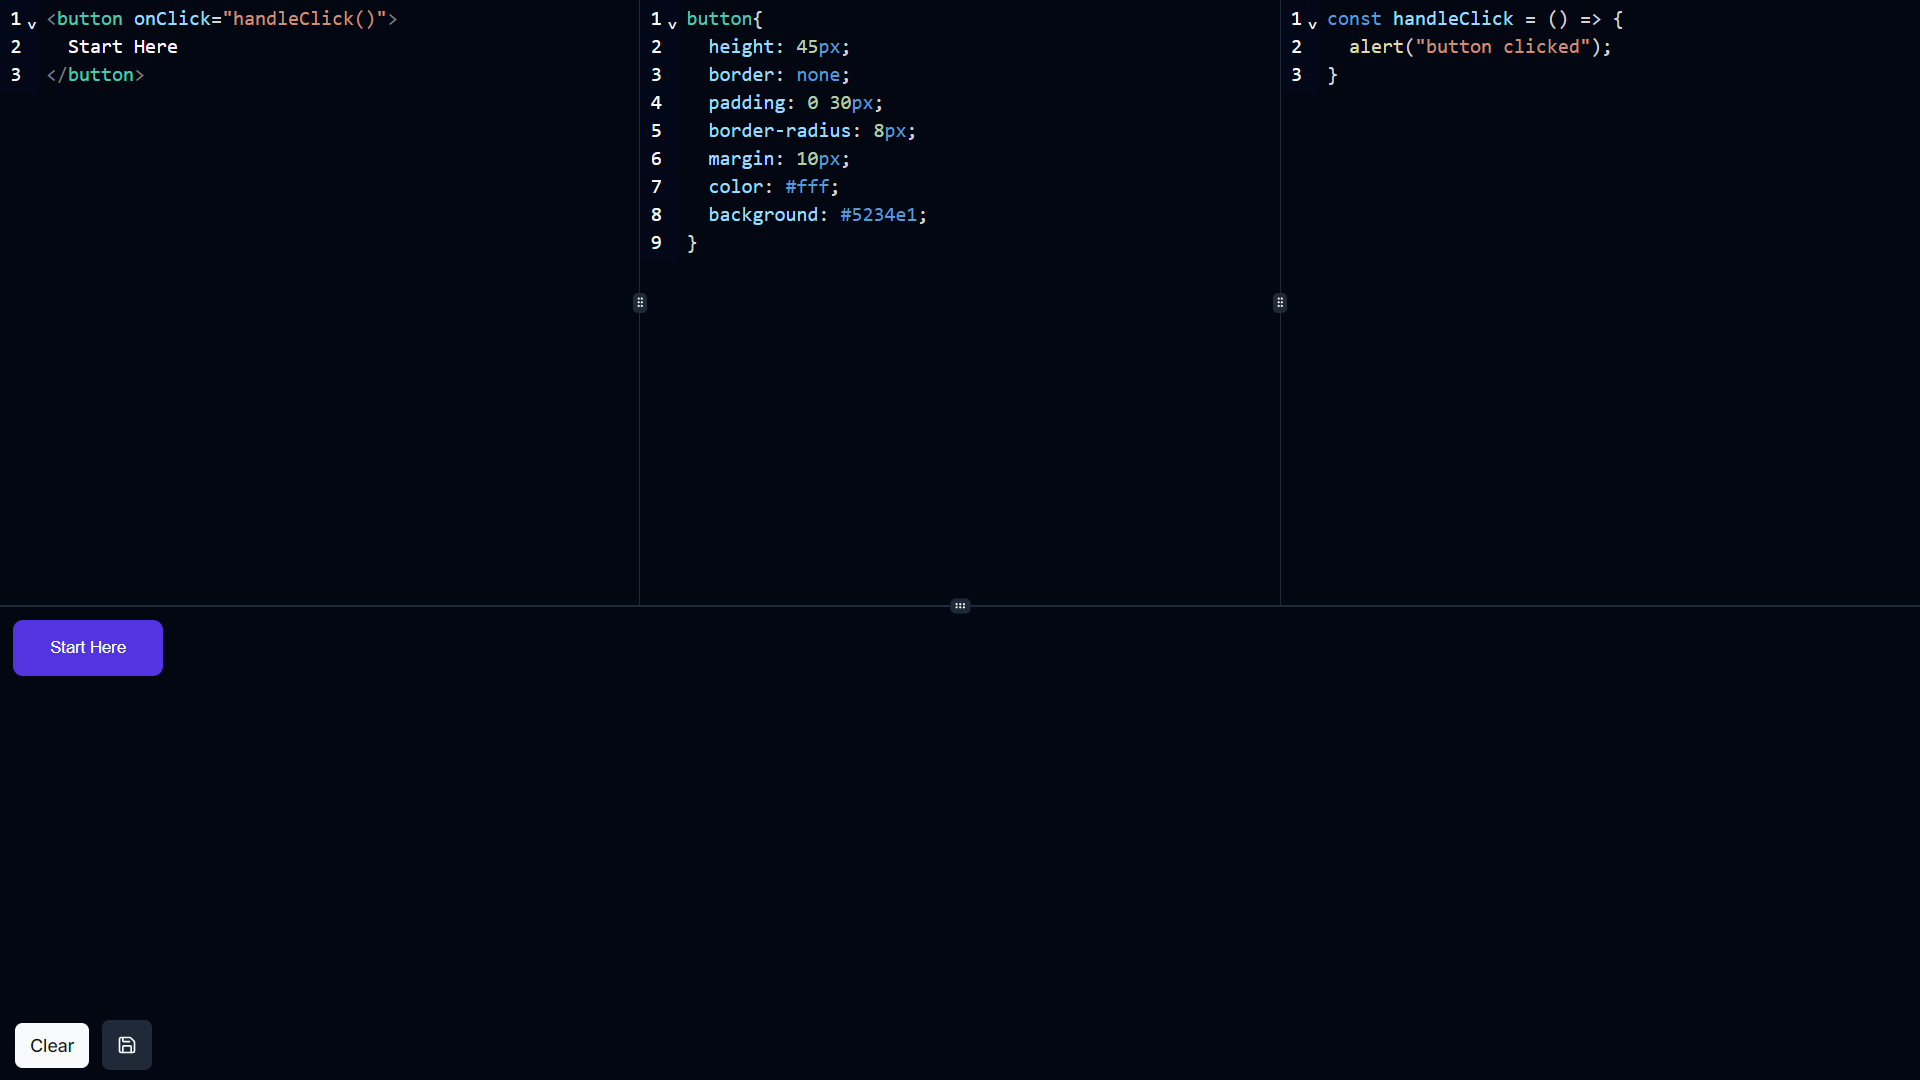 1 <button onClick="handleClick()">
2   Start Here
3 </button>
1 button{
2   height: 45px;
3   border: none;
4   padding: 0 30px;
5   border-radius: 8px;
6   margin: 10px;
7   color: #fff;
8   background: #5234e1;
9 }
1 const handleClick = () => {
2   alert("button clicked");
3 }
Start Here
Clear